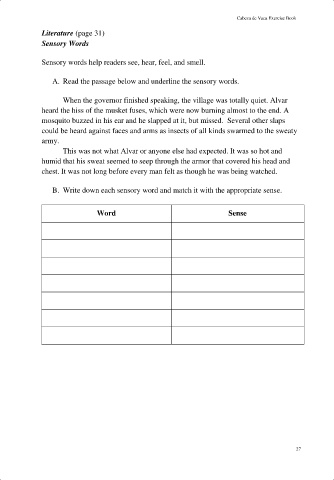 Cabeza de Vaca Exercise Book
Literature (page 31)
Sensory Words
Sensory words help readers see, hear, feel, and smell.
A. Read the passage below and underline the sensory words.
When the governor finished speaking, the village was totally quiet. Alvar
heard the hiss of the musket fuses, which were now burning almost to the end. A
mosquito buzzed in his ear and he slapped at it, but missed. Several other slaps
could be heard against faces and arms as insects of all kinds swarmed to the sweaty
army.
This was not what Alvar or anyone else had expected. It was so hot and
humid that his sweat seemed to seep through the armor that covered his head and
chest. It was not long before every man felt as though he was being watched.
B. Write down each sensory word and match it with the appropriate sense.
Word Sense
17